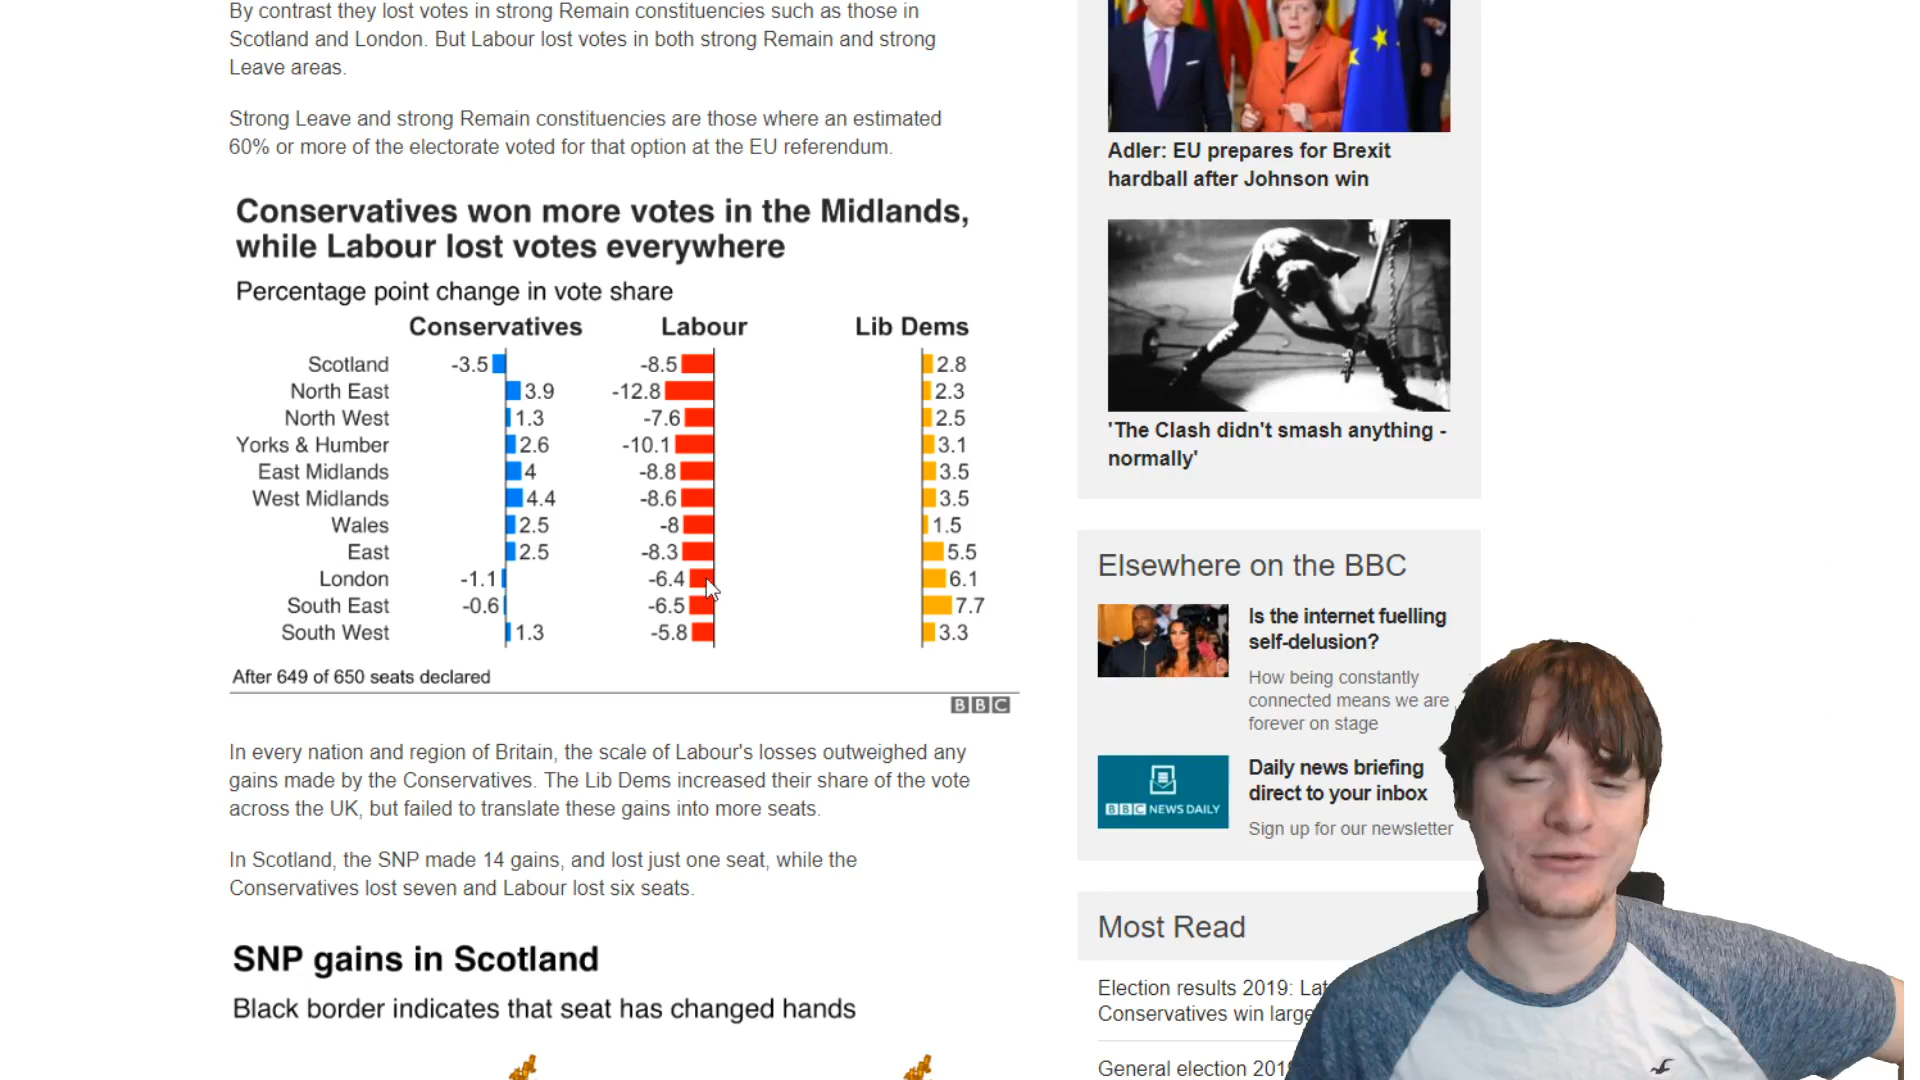 By contrast they lost votes in strong Remain constituencies such as those in
Scotland and London. But Labour lost votes in both strong Remain and strong
Leave areas.
Strong Leave and strong Remain constituencies are those where an estimated
60% or more of the electorate voted for that option at the EU referendum.
Conservatives won more votes in the Midlands,
while Labour lost votes everywhere
Percentage point change in vote share
Conservatives Labour Lib Dems
Scotland -3.5 -8.5 2.8
North East 3.9 -12.8 2.3
North West 1.3 -7.6 2.5
Yorks & Humber 2.6 -10.1 3.1
East Midlands 4 -8.8 3.5
West Midlands 4.4 -8.6 3.5
Wales 2.5 -8 1.5
East 2.5 -8.3 5.5
London -1.1 -6.4 6.1
South East -0.6 -6.5 7.7
South West 1.3 -5.8 3.3
After 649 of 650 seats declared
BBC
In every nation and region of Britain, the scale of Labour's losses outweighed any
gains made by the Conservatives. The Lib Dems increased their share of the vote
across the UK, but failed to translate these gains into more seats.
In Scotland, the SNP made 14 gains, and lost just one seat, while the
Conservatives lost seven and Labour lost six seats.
SNP gains in Scotland
Black border indicates that seat has changed hands
Adler: EU prepares for Brexit
hardball after Johnson win
'The Clash didn't smash anything -
normally'
Elsewhere on the BBC
Is the internet fuelling
self-delusion?
How being constantly
connected means we are
forever on stage
BBC NEWS DAILY
Daily news briefing
direct to your inbox
Sign up for our newsletter
Most Read
Election results 2019:
Conservatives win
General election